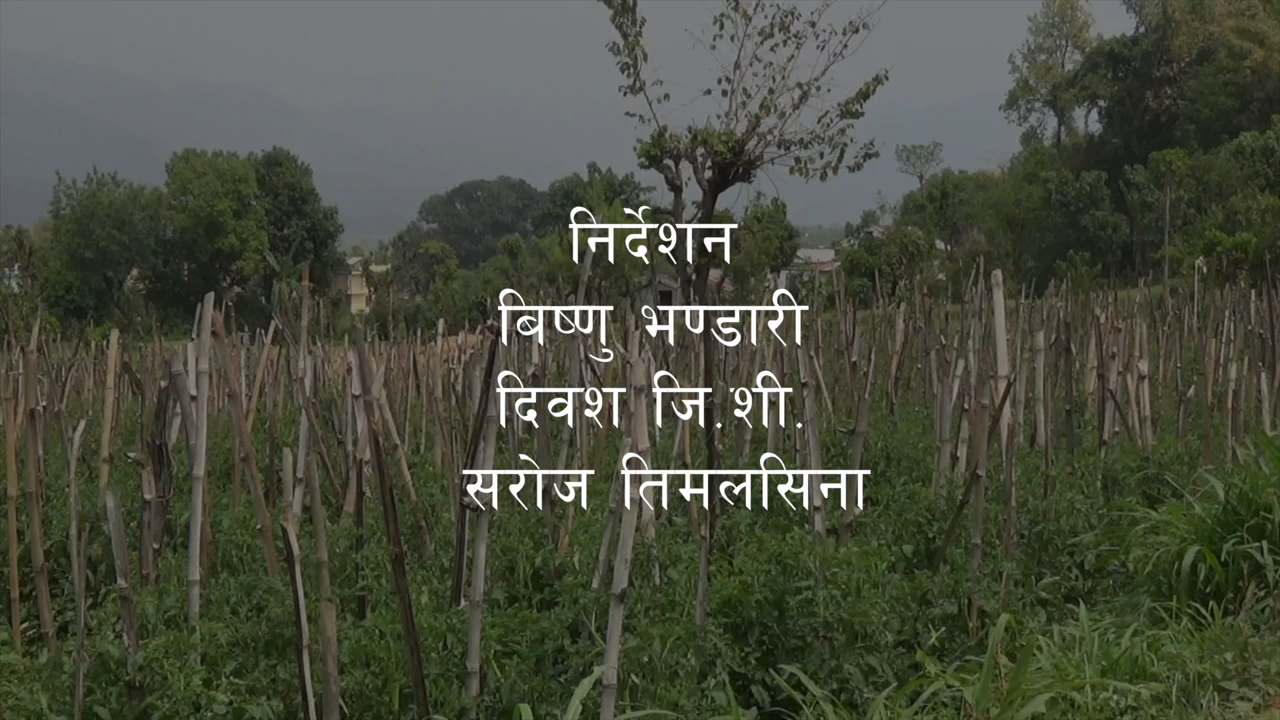 निर्देशन
बिष्णु भण्डारी
दिवश जि.शी.
सरोज तिमलसिना